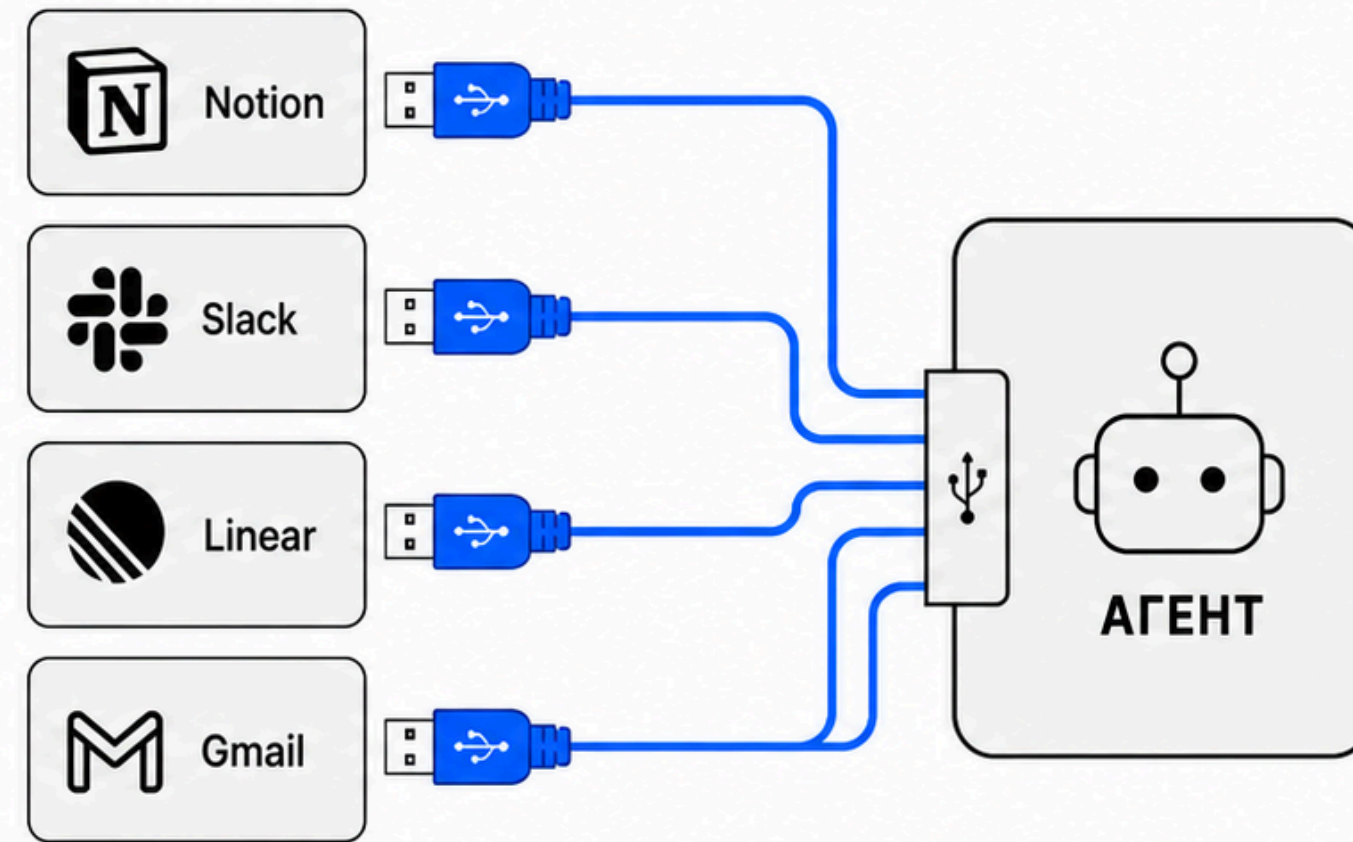 Notion
Slack
Linear
Gmail
АГЕНТ